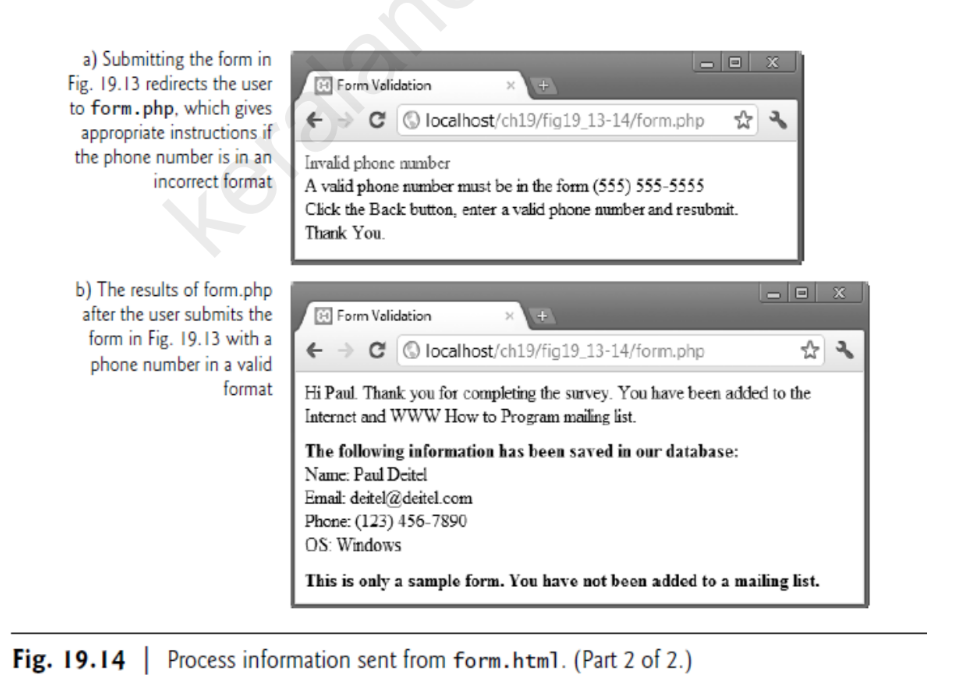 a) Submitting the form in
Fig. 19.13 redirects the user
to form.php, which gives
appropriate instructions if
the phone number is in an
incorrect format
Form Validation
localhost/ch19/fig19_13-14/form.php
Invalid phone number
A valid phone number must be in the form (555) 555-5555
Click the Back button, enter a valid phone number and resubmit.
Thank You.
b) The results of form.php
after the user submits the
form in Fig. 19.13 with a
phone number in a valid
format
Form Validation
localhost/ch19/fig19_13-14/form.php
Hi Paul. Thank you for completing the survey. You have been added to the
Internet and WWW How to Program mailing list.
The following information has been saved in our database:
Name: Paul Deitel
Email: deitel@deitel.com
Phone: (123) 456-7890
OS: Windows
This is only a sample form. You have not been added to a mailing list.
Fig. 19.14 | Process information sent from form.html. (Part 2 of 2.)